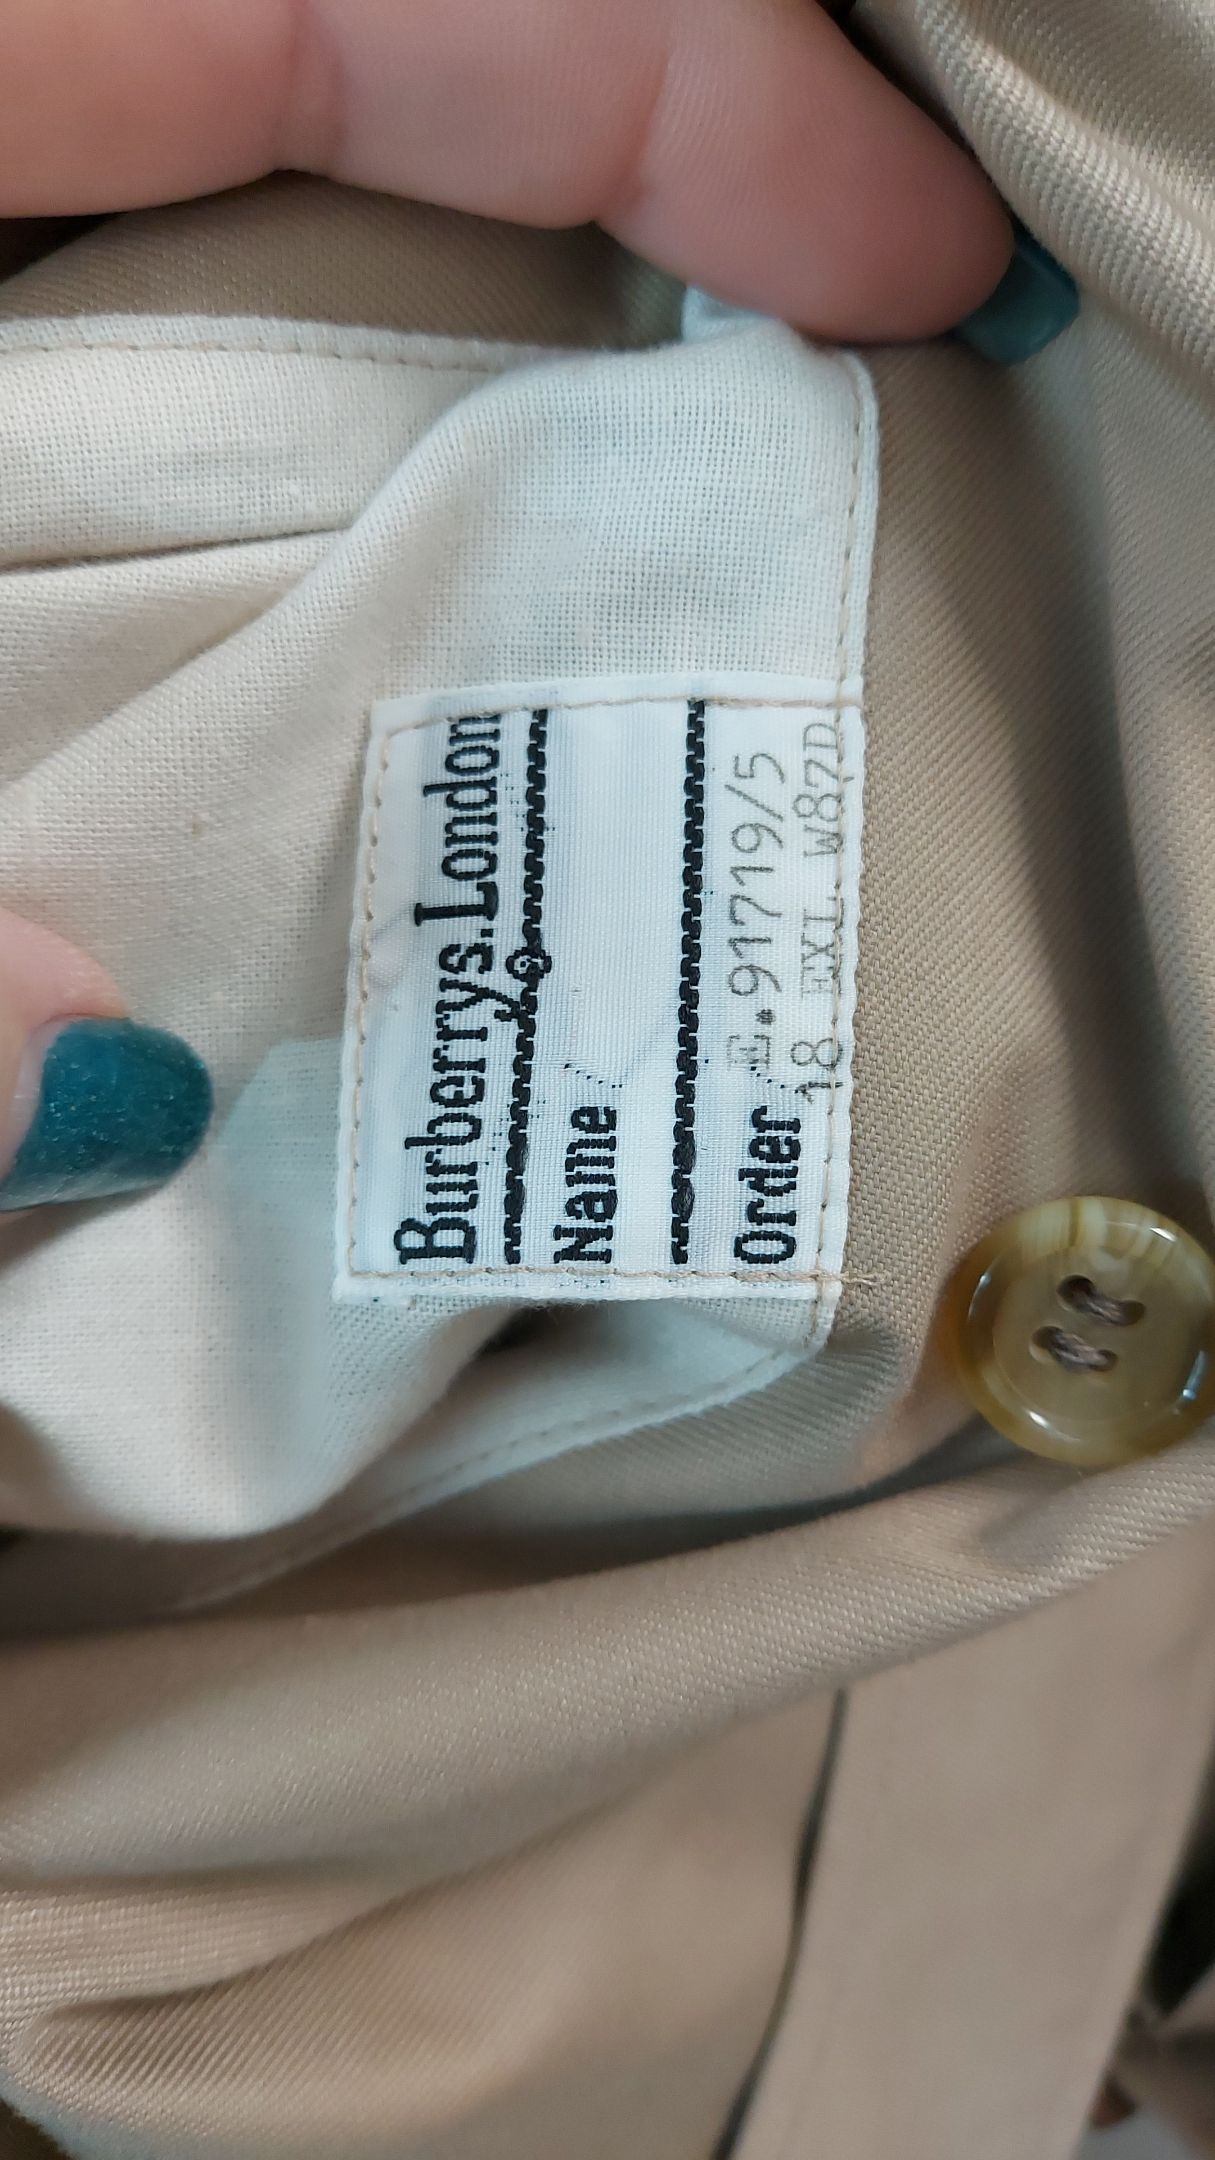 Burberrys.London
Name
Order E.91719/5
18 EXL W87D